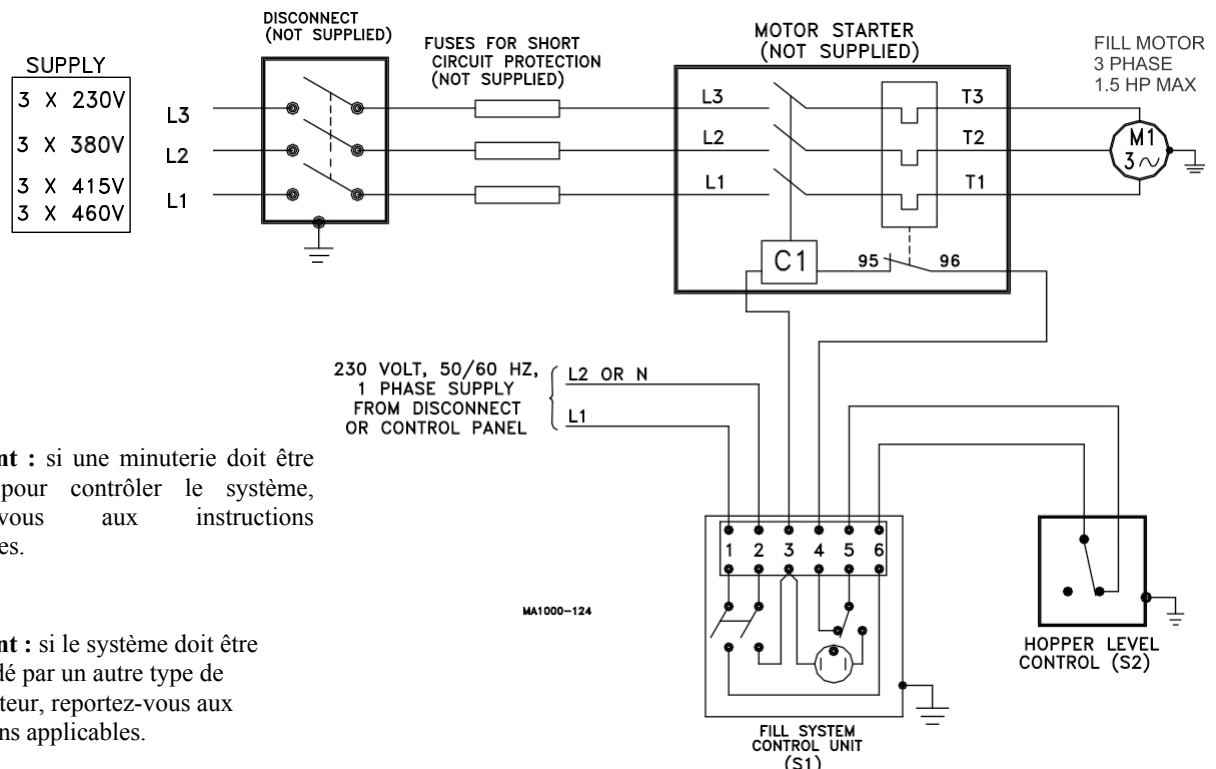 DISCONNECT
(NOT SUPPLIED)
FUSES FOR SHORT
CIRCUIT PROTECTION
(NOT SUPPLIED)
MOTOR STARTER
(NOT SUPPLIED)
FILL MOTOR
3 PHASE
1.5 HP MAX
SUPPLY
3 X 230V
3 X 380V
3 X 415V
3 X 460V
L3
L2
L1
L3
L2
L1
T3
T2
T1
M1
3~
C1
95
96
230 VOLT, 50/60 HZ,
1 PHASE SUPPLY
FROM DISCONNECT
OR CONTROL PANEL
L2 OR N
L1
nt : si une minuterie doit être
pour contrôler le système,
vous aux instructions
es.
nt : si le système doit être
dé par un autre type de
teur, reportez-vous aux
ns applicables.
1 2 3 4 5 6
MA1000-124
HOPPER LEVEL
CONTROL (S2)
FILL SYSTEM
CONTROL UNIT
(S1)